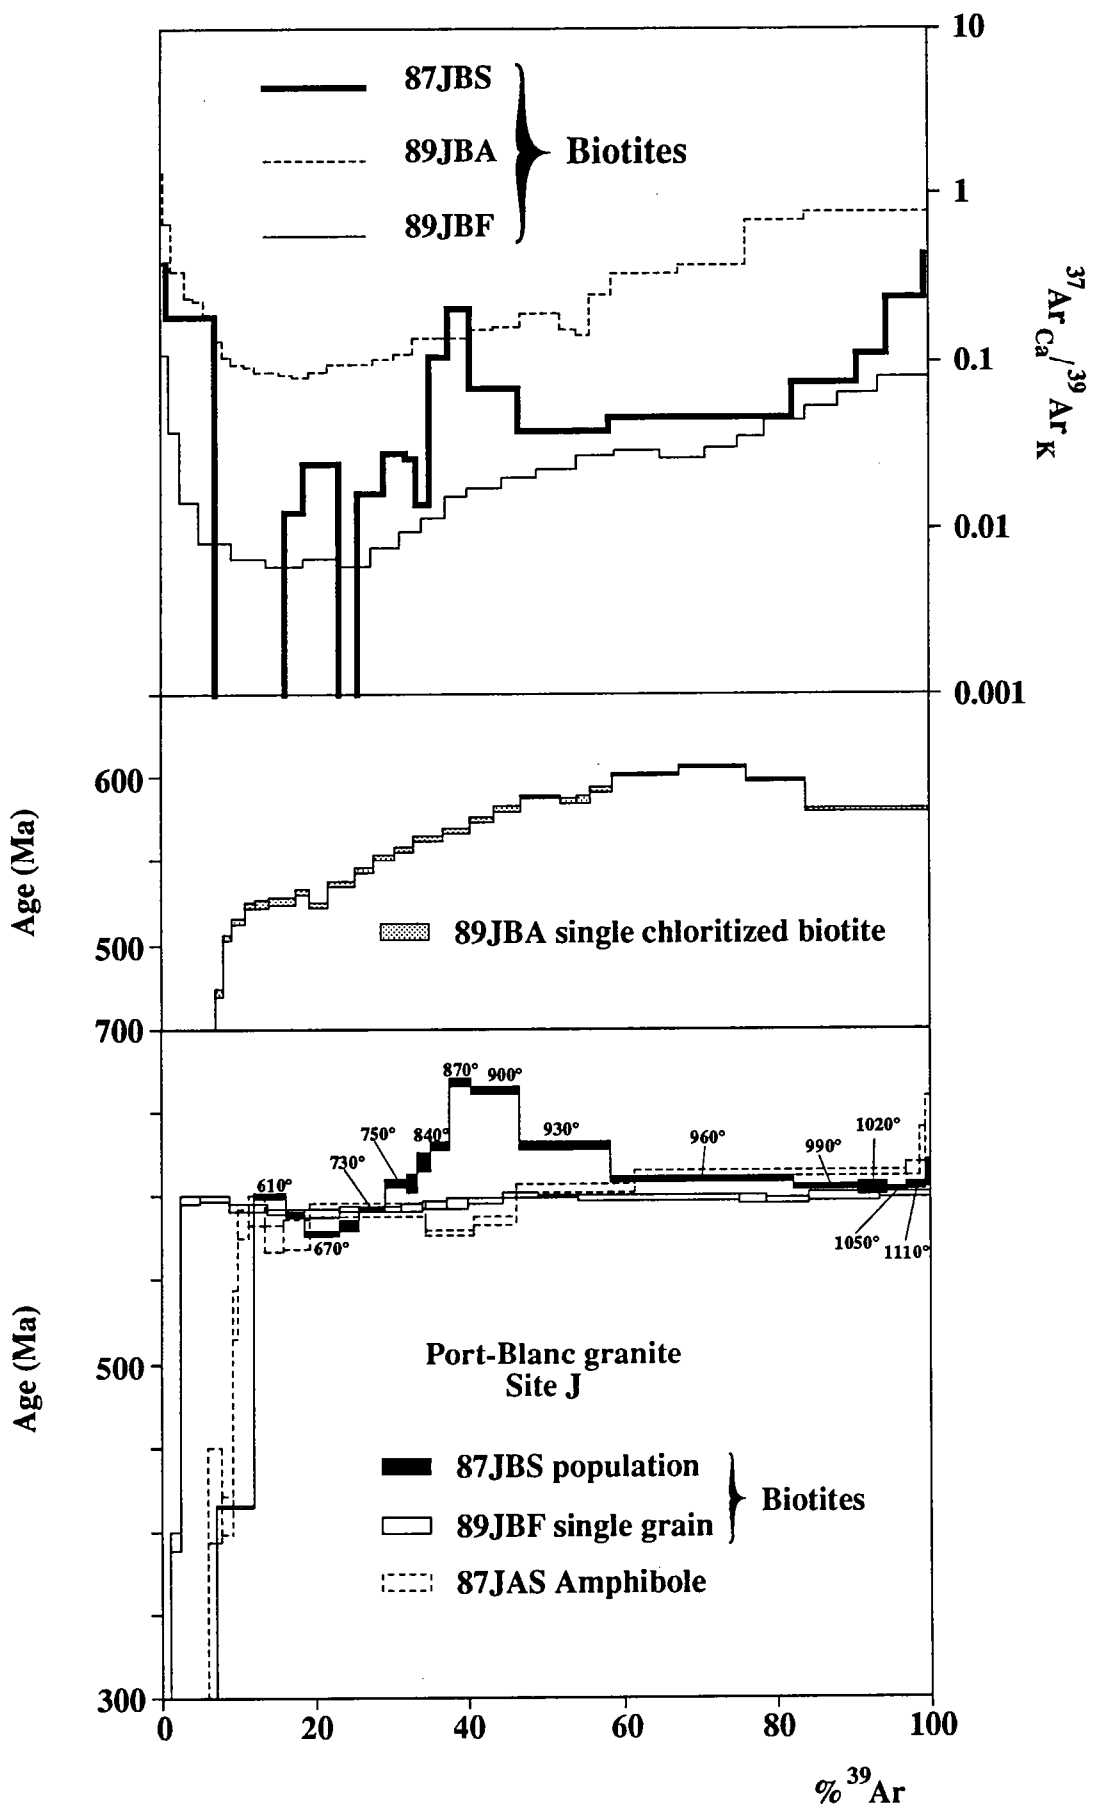 10
87JBS
89JBA
Biotites
89JBF
1
0.1
0.01
0.001
37ArCa/39ArK
600
Age (Ma)
89JBA single chloritized biotite
500
700
870° 900°
750° 840° 930°
730° 960° 990° 1020°
610°
670°
1050° 1110°
Age (Ma)
500
Port-Blanc granite
Site J
87JBS population
89JBF single grain
Biotites
87JAS Amphibole
300
0 20 40 60 80 100
% 39Ar